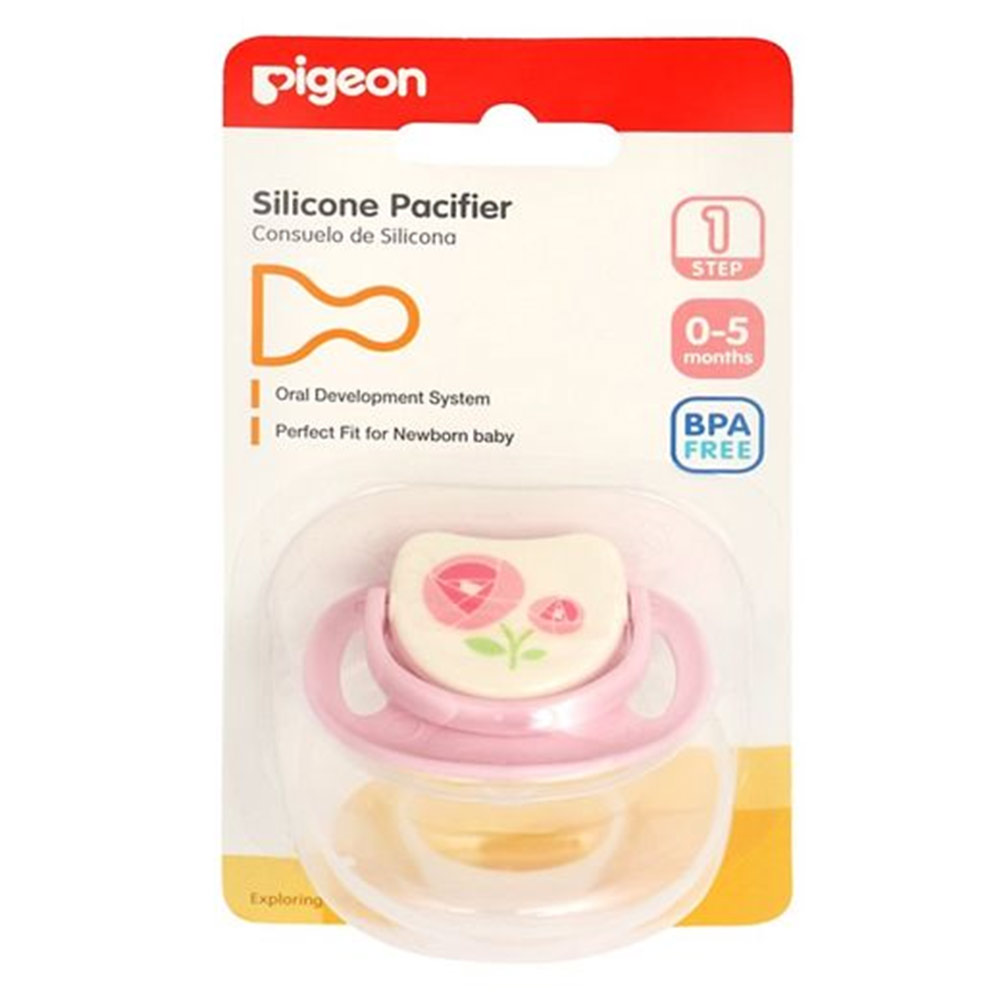 Pigeon
Silicone Pacifier
Consuelo de Silicona
1
STEP
0-5
months
BPA
FREE
Oral Development System
Perfect Fit for Newborn baby
Exploring